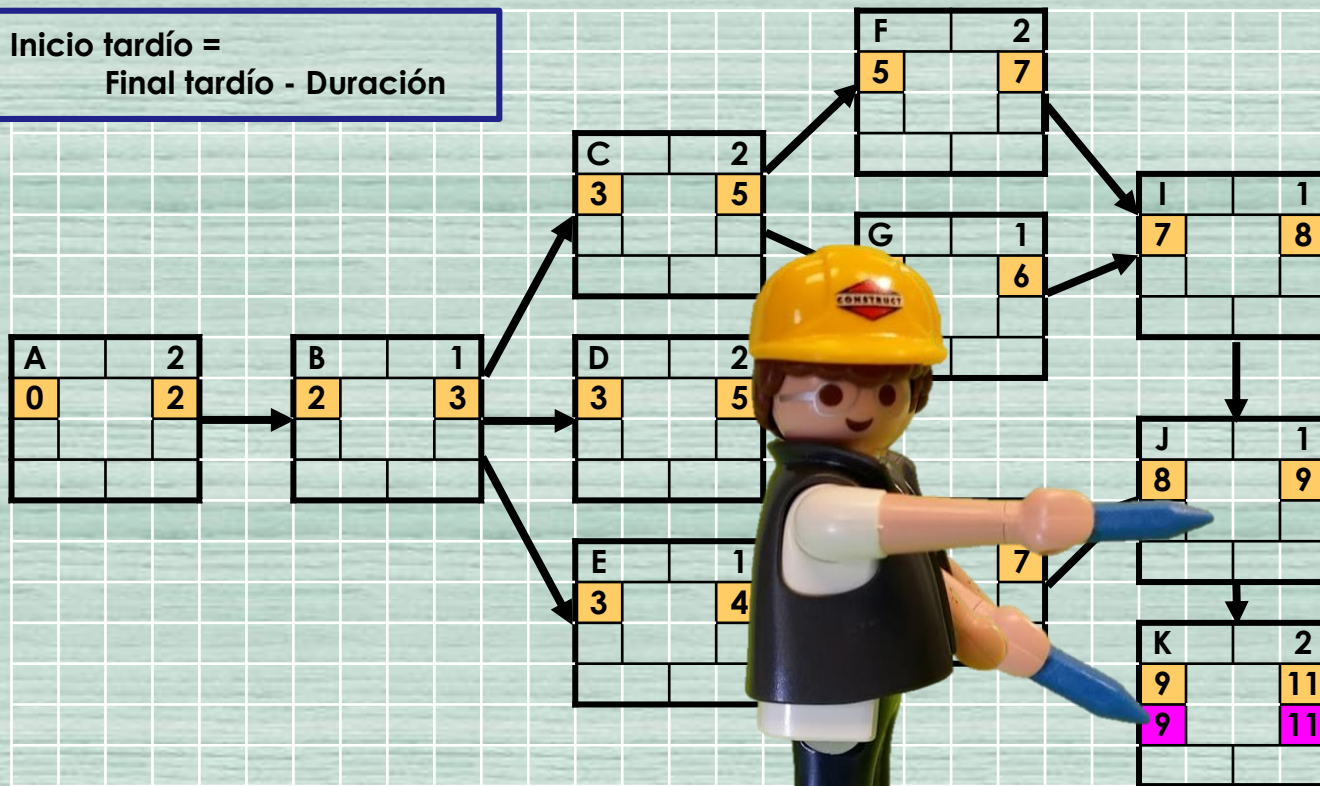 Inicio tardío =
Final tardío - Duración
F 2
5 7
C 2
3 5
I 1
7 8
G 1
6
CONSTRUCT
A 2
0 2
B 1
2 3
D 2
3 5
J 1
8 9
E 1
3 4
7
K 2
9 11
9 11